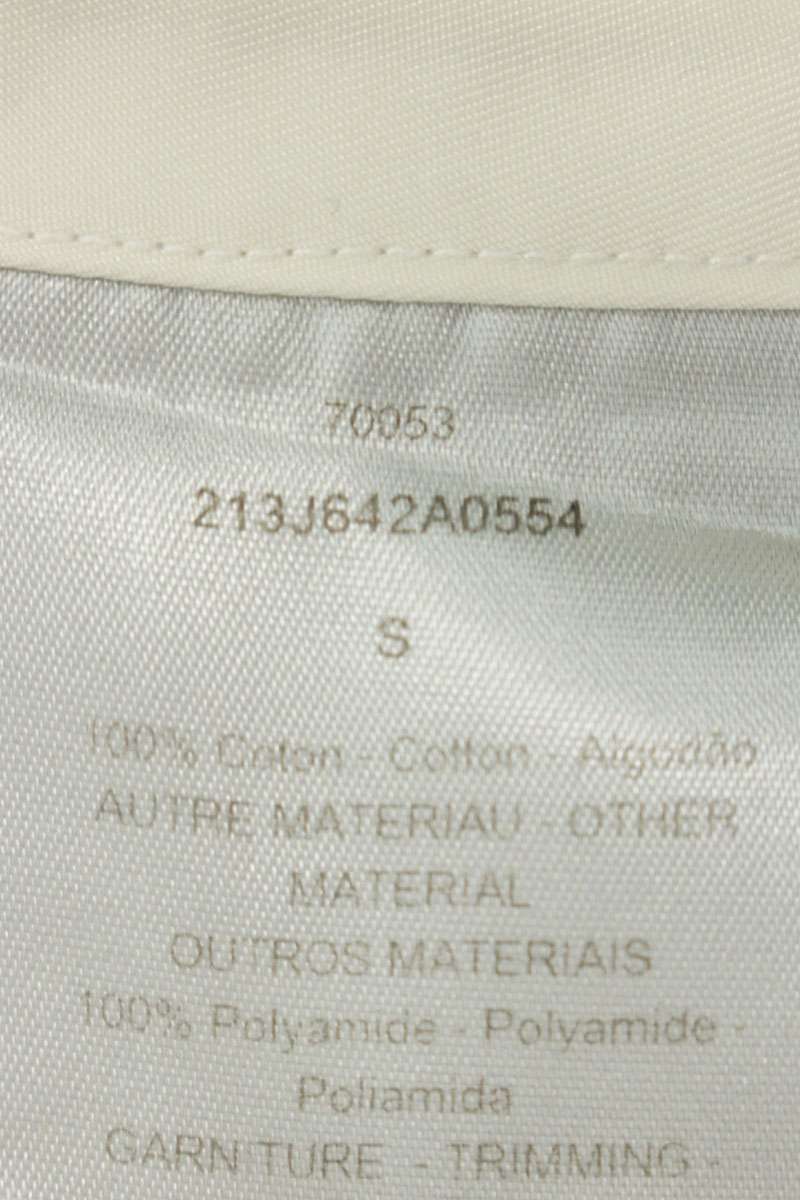 70053
213J642A0554
S
100% Coton - Cotton - Algodão
AUTRE MATERIAU - OTHER
MATERIAL
OUTROS MATERIAIS
100% Polyamide - Polyamide -
Poliamida
GARNITURE - TRIMMING -